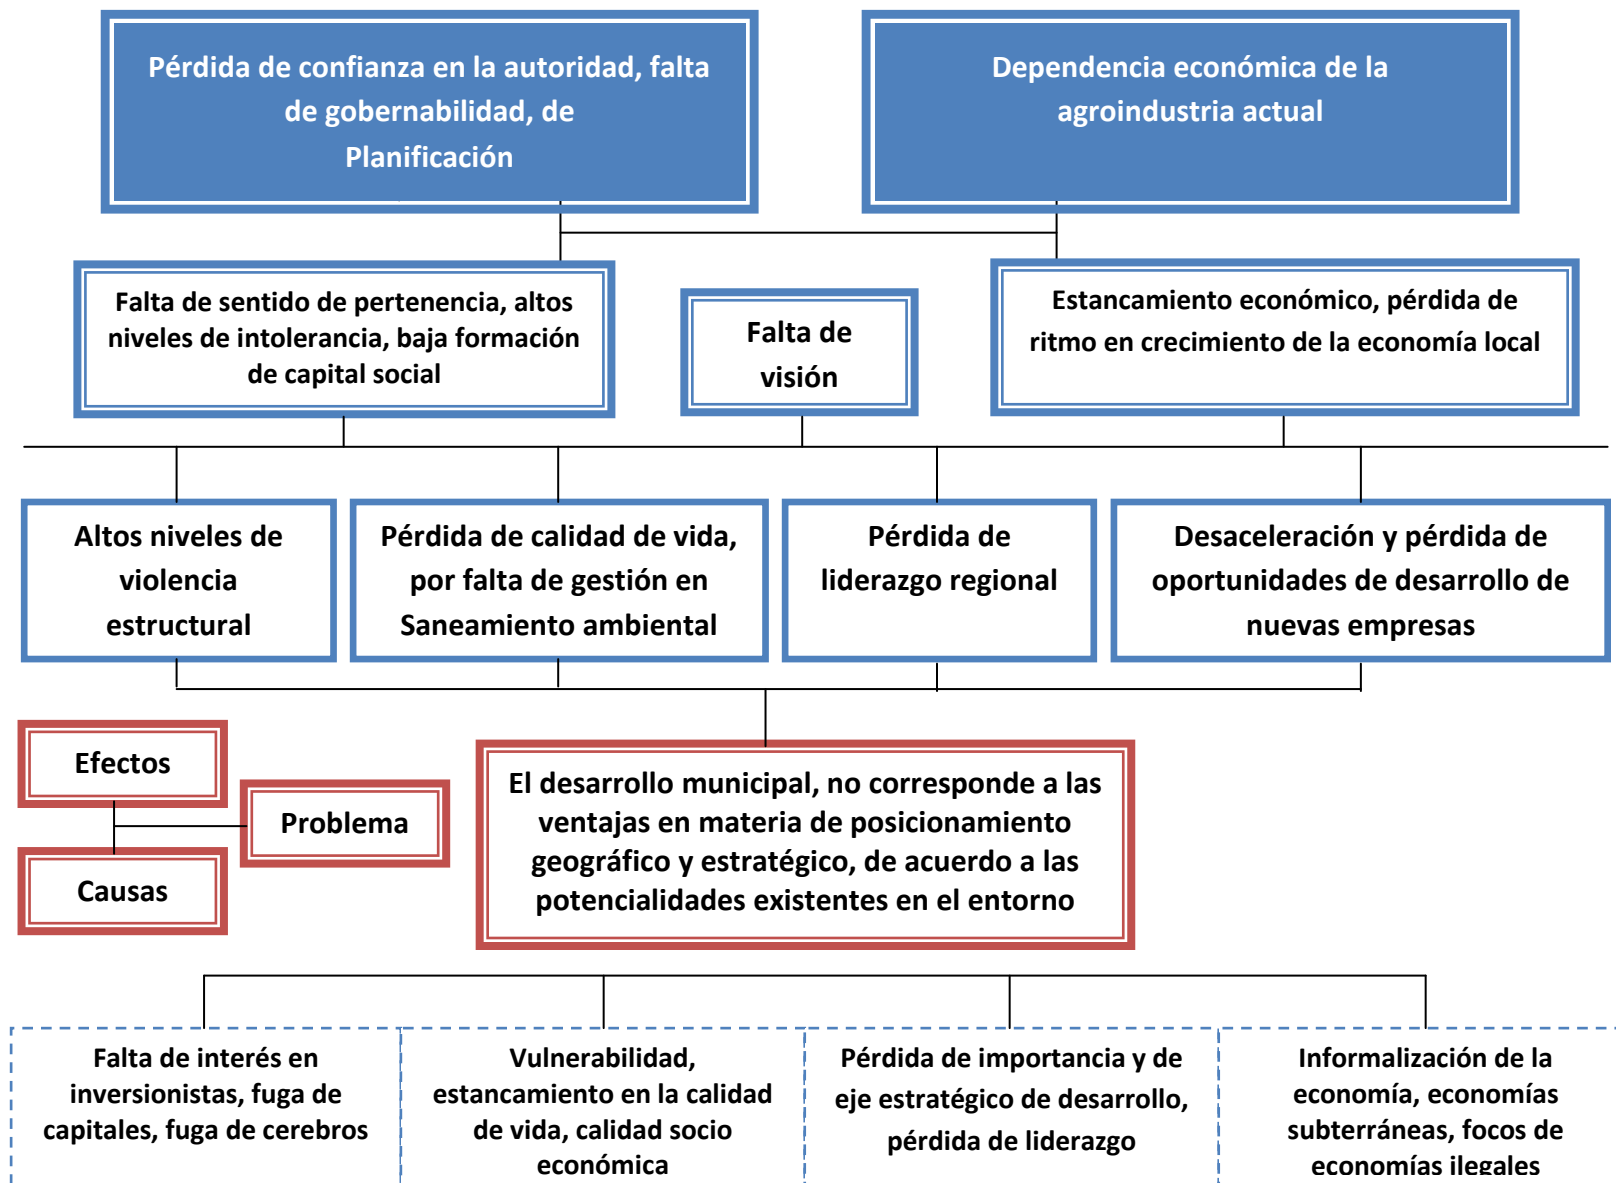 Pérdida de confianza en la autoridad, falta
de gobernabilidad, de
Planificación
Dependencia económica de la
agroindustria actual
Falta de sentido de pertenencia, altos
niveles de intolerancia, baja formación
de capital social
Falta de
visión
Estancamiento económico, pérdida de
ritmo en crecimiento de la economía local
Altos niveles de
violencia
estructural
Pérdida de calidad de vida,
por falta de gestión en
Saneamiento ambiental
Pérdida de
liderazgo regional
Desaceleración y pérdida de
oportunidades de desarrollo de
nuevas empresas
Efectos
Problema
Causas
El desarrollo municipal, no corresponde a las
ventajas en materia de posicionamiento
geográfico y estratégico, de acuerdo a las
potencialidades existentes en el entorno
Falta de interés en
inversionistas, fuga de
capitales, fuga de cerebros
Vulnerabilidad,
estancamiento en la calidad
de vida, calidad socio
económica
Pérdida de importancia y de
eje estratégico de desarrollo,
pérdida de liderazgo
Informalización de la
economía, economías
subterráneas, focos de
economías ilegales